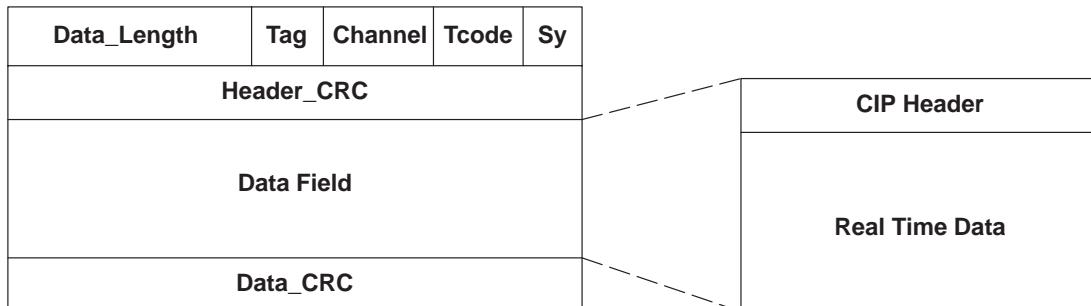 Data_Length Tag Channel Tcode Sy
Header_CRC
CIP Header
Data Field
Real Time Data
Data_CRC